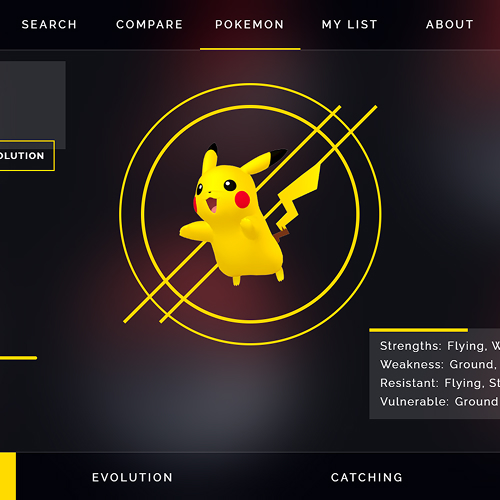 SEARCH COMPARE POKEMON MY LIST ABOUT
OLUTION
Strengths: Flying, W
Weakness: Ground,
Resistant: Flying, St
Vulnerable: Ground
EVOLUTION CATCHING